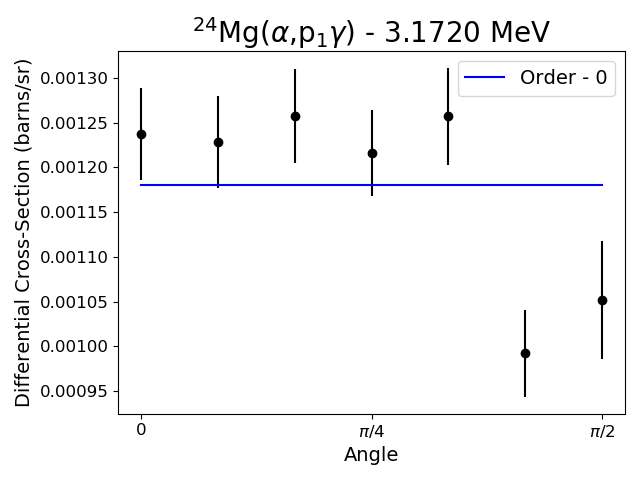 ²⁴Mg(α,p₁γ) - 3.1720 MeV
Order - 0
Differential Cross-Section (barns/sr)
0.00130
0.00125
0.00120
0.00115
0.00110
0.00105
0.00100
0.00095
0 π/4 π/2
Angle